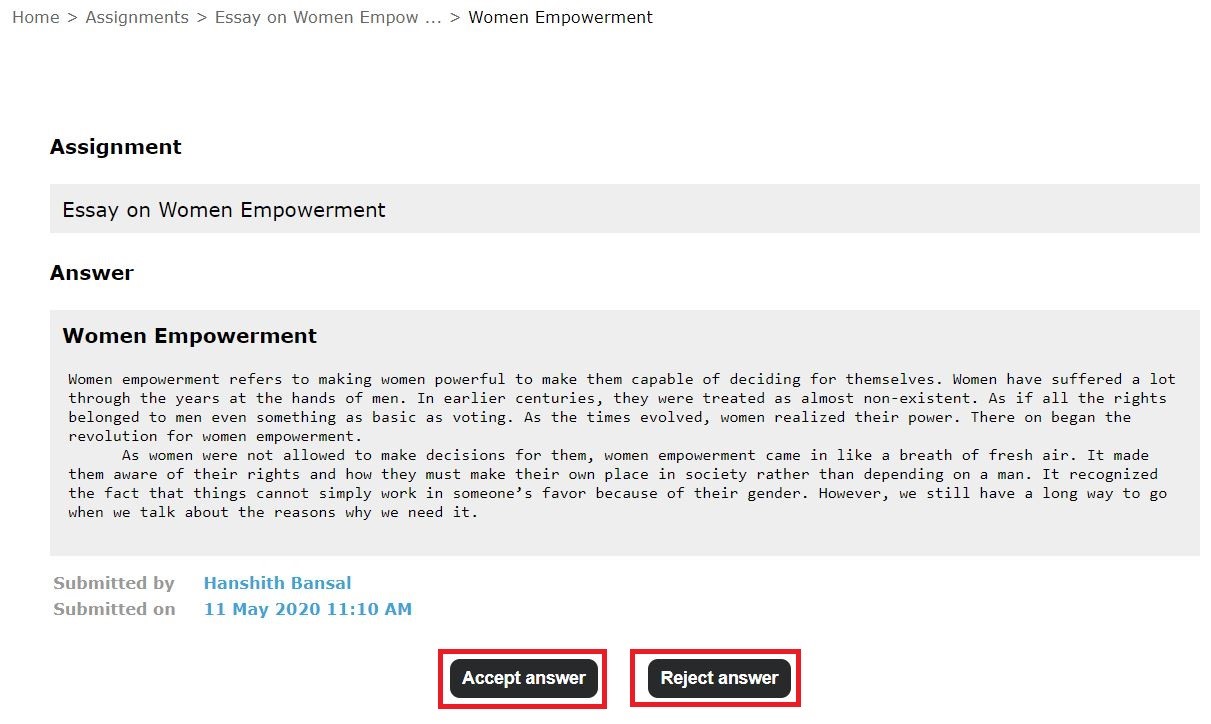 Home > Assignments > Essay on Women Empow ... > Women Empowerment
Assignment
Essay on Women Empowerment
Answer
Women Empowerment
Women empowerment refers to making women powerful to make them capable of deciding for themselves. Women have suffered a lot
through the years at the hands of men. In earlier centuries, they were treated as almost non-existent. As if all the rights
belonged to men even something as basic as voting. As the times evolved, women realized their power. There on began the
revolution for women empowerment.
As women were not allowed to make decisions for them, women empowerment came in like a breath of fresh air. It made
them aware of their rights and how they must make their own place in society rather than depending on a man. It recognized
the fact that things cannot simply work in someone’s favor because of their gender. However, we still have a long way to go
when we talk about the reasons why we need it.
Submitted by Hanshith Bansal
Submitted on 11 May 2020 11:10 AM
Accept answer Reject answer